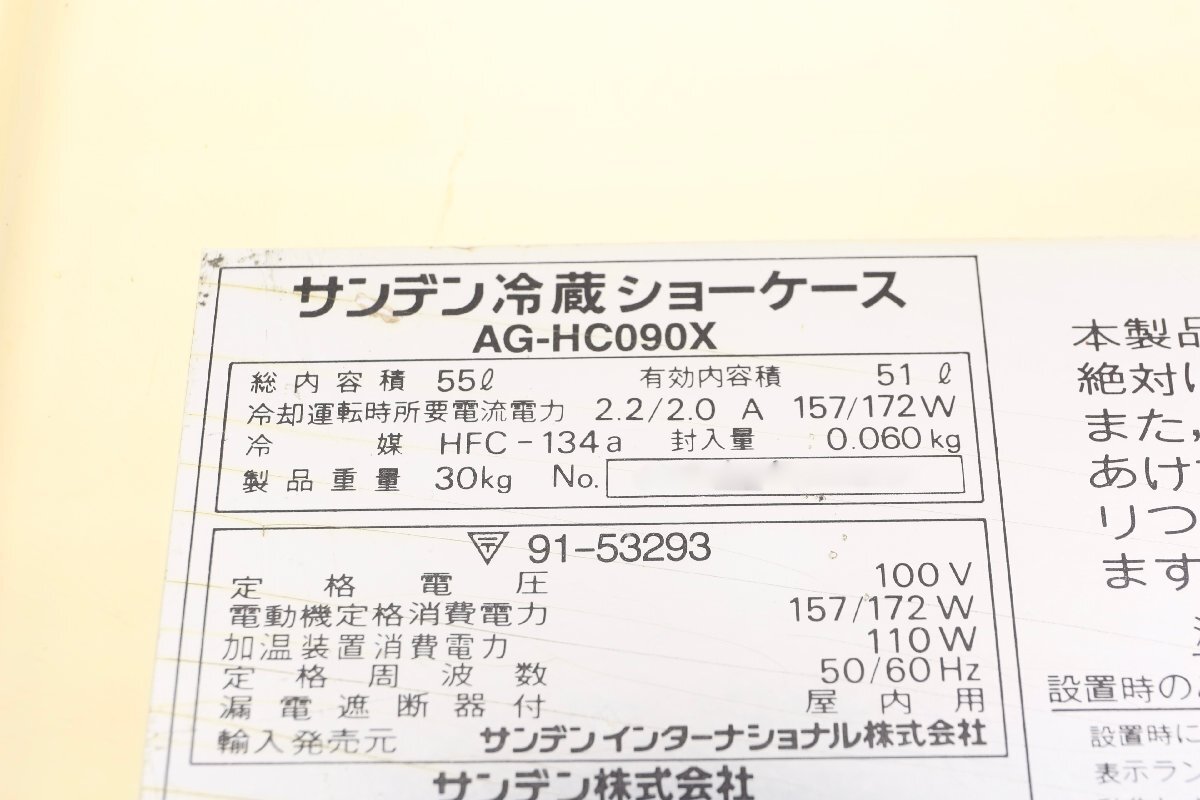 サンデン冷蔵ショーケース
AG-HC090X
総内容積 55ℓ 有効内容積 51 ℓ
冷却運転時所要電流電力 2.2/2.0 A 157/172W
冷媒 HFC-134a 封入量 0.060kg
製品重量 30kg No.
〒 91-53293
定格電圧 100V
電動機定格消費電力 157/172W
加温装置消費電力 110W
定格周波数 50/60Hz
漏電遮断器付 屋内用
輸入発売元 サンデンインターナショナル株式会社
サンデン株式会社
本製品
絶対
また,
あけ
りつ
ます
設置時の
設置時に
表示ラン